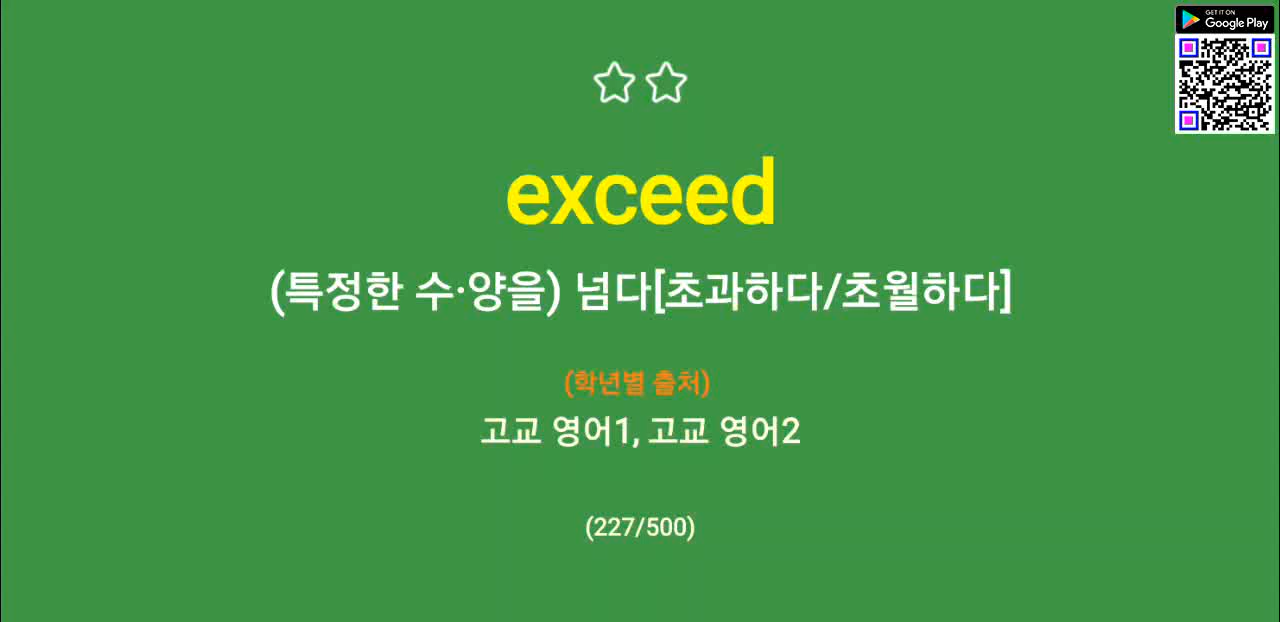 GET IT ON
Google Play
exceed
(특정한 수·양을) 넘다[초과하다/초월하다]
(학년별 출처)
고교 영어1, 고교 영어2
(227/500)